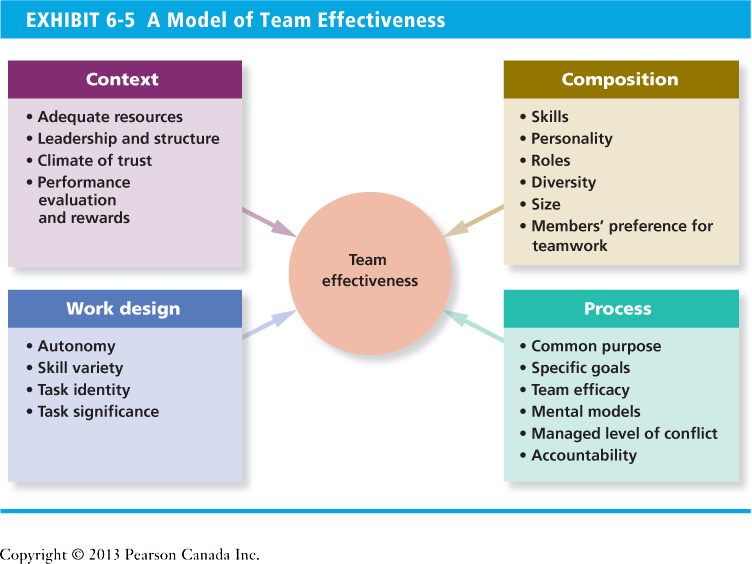 EXHIBIT 6-5 A Model of Team Effectiveness
Context
• Adequate resources
• Leadership and structure
• Climate of trust
• Performance
evaluation
and rewards
Composition
• Skills
• Personality
• Roles
• Diversity
• Size
• Members’ preference for
teamwork
Team
effectiveness
Work design
• Autonomy
• Skill variety
• Task identity
• Task significance
Process
• Common purpose
• Specific goals
• Team efficacy
• Mental models
• Managed level of conflict
• Accountability
Copyright © 2013 Pearson Canada Inc.